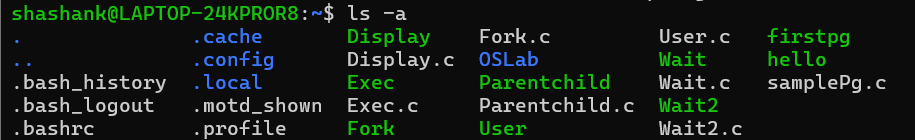 shashank@LAPTOP-24KPROR8:~$ ls -a
. .cache Display Fork.c User.c firstpg
.. .config Display.c OSLab Wait hello
.bash_history .local Exec Parentchild Wait.c samplePg.c
.bash_logout .motd_shown Exec.c Parentchild.c Wait2
.bashrc .profile Fork User Wait2.c